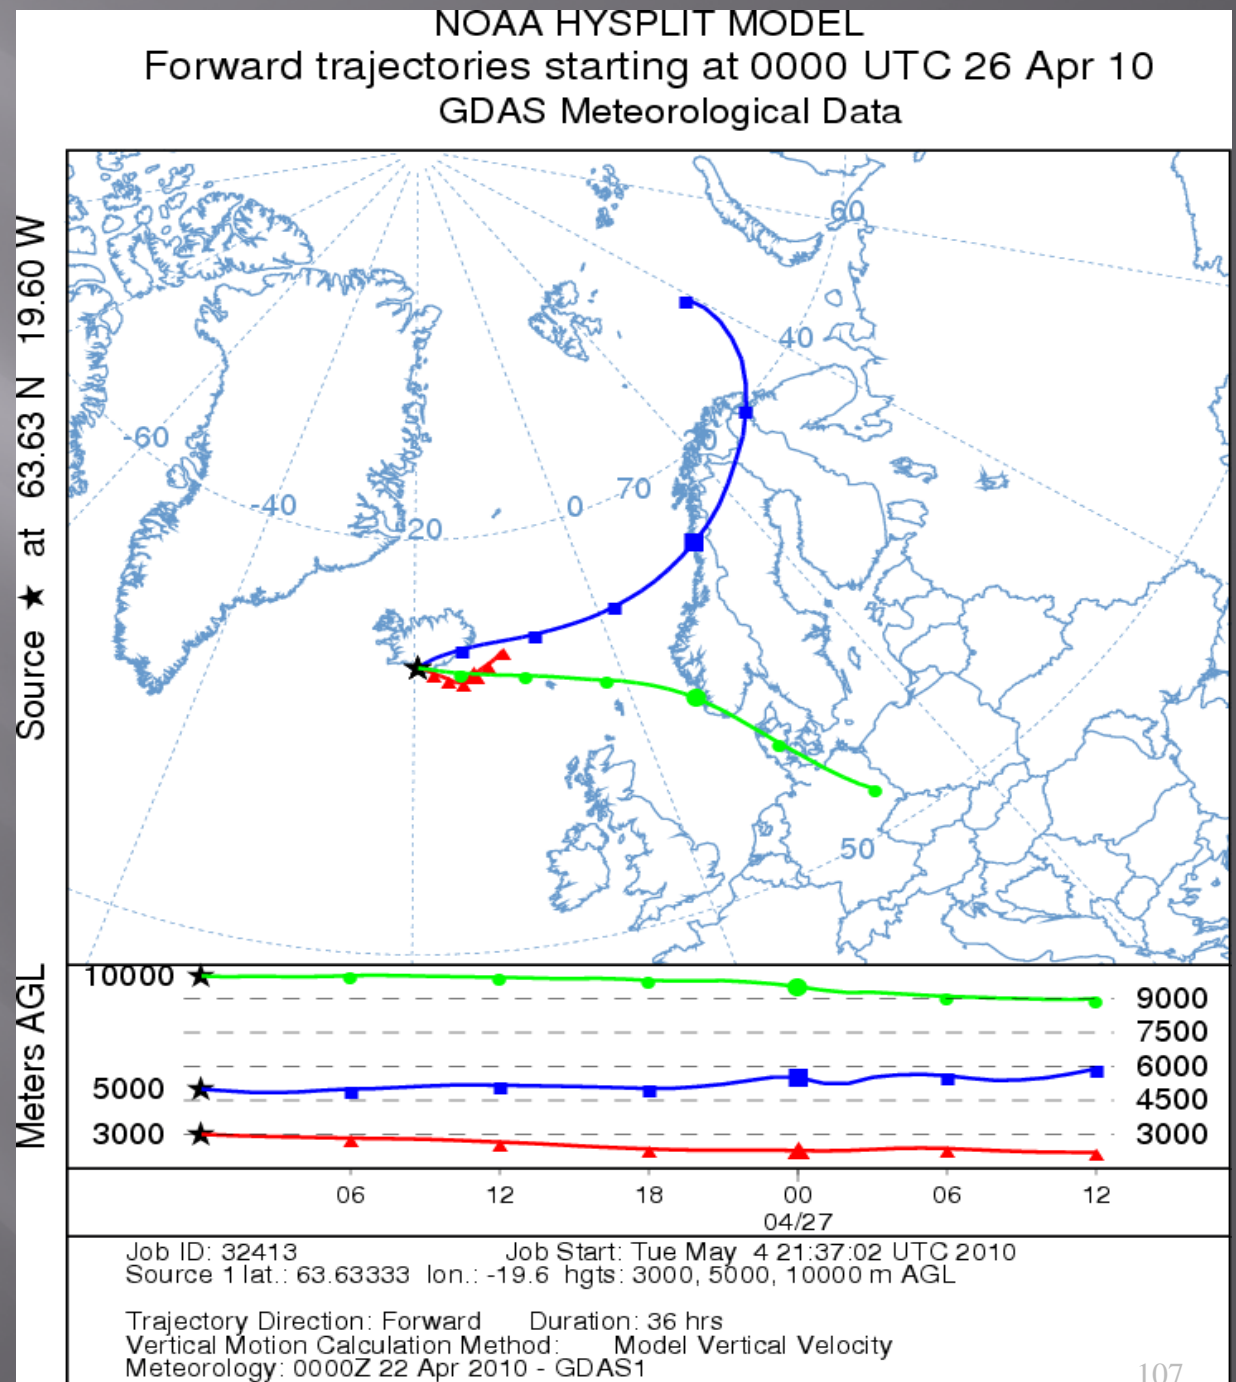 NOAA HYSPLIT MODEL
Forward trajectories starting at 0000 UTC 26 Apr 10
GDAS Meteorological Data
Source ★ at 63.63 N 19.60 W
60
40
-60
-40
-20
0
70
50
Meters AGL
10000
5000
3000
9000
7500
6000
4500
3000
06 12 18 00 06 12
04/27
Job ID: 32413 Job Start: Tue May 4 21:37:02 UTC 2010
Source 1 lat.: 63.63333 lon.: -19.6 hgts: 3000, 5000, 10000 m AGL
Trajectory Direction: Forward Duration: 36 hrs
Vertical Motion Calculation Method: Model Vertical Velocity
Meteorology: 0000Z 22 Apr 2010 - GDAS1
107